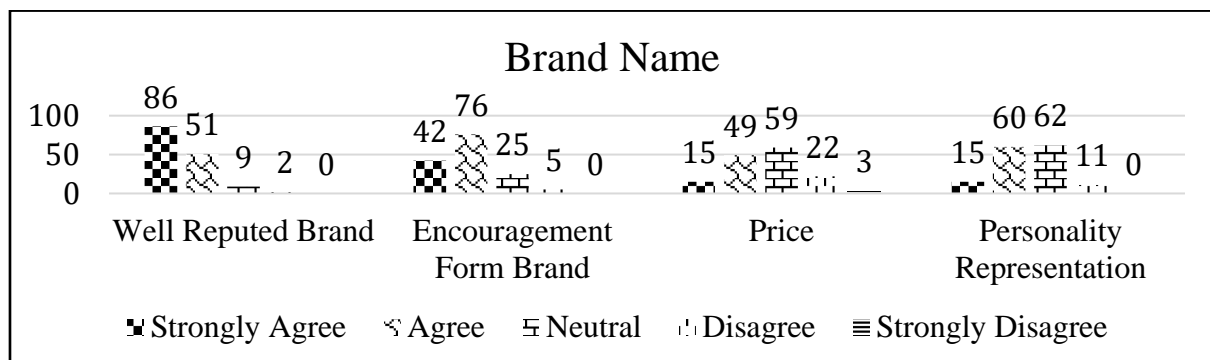 Brand Name
100
50
0
86 51 9 2 0
42 76 25 5 0
15 49 59 22 3
15 60 62 11 0
Well Reputed Brand
Encouragement
Form Brand
Price
Personality
Representation
Strongly Agree Agree Neutral Disagree Strongly Disagree